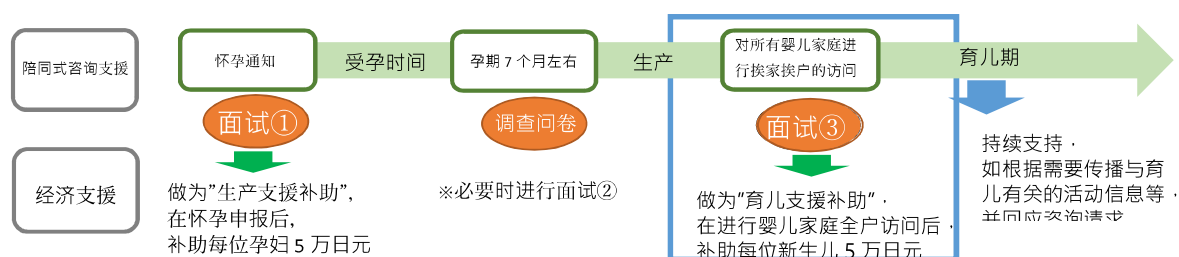 陪同式咨询支援
怀孕通知
受孕时间
孕期 7 个月左右
生产
对所有婴儿家庭进
行挨家挨户的访问
育儿期
面试①
调查问卷
面试③
经济支援
做为”生产支援补助”,
在怀孕申报后,
补助每位孕妇 5 万日元
※必要时进行面试②
做为“育儿支援补助”,
在进行婴儿家庭全户访问后,
补助每位新生儿 5 万日元
持续支持,
如根据需要传播与育
儿有关的活动信息等,
并回应咨询请求